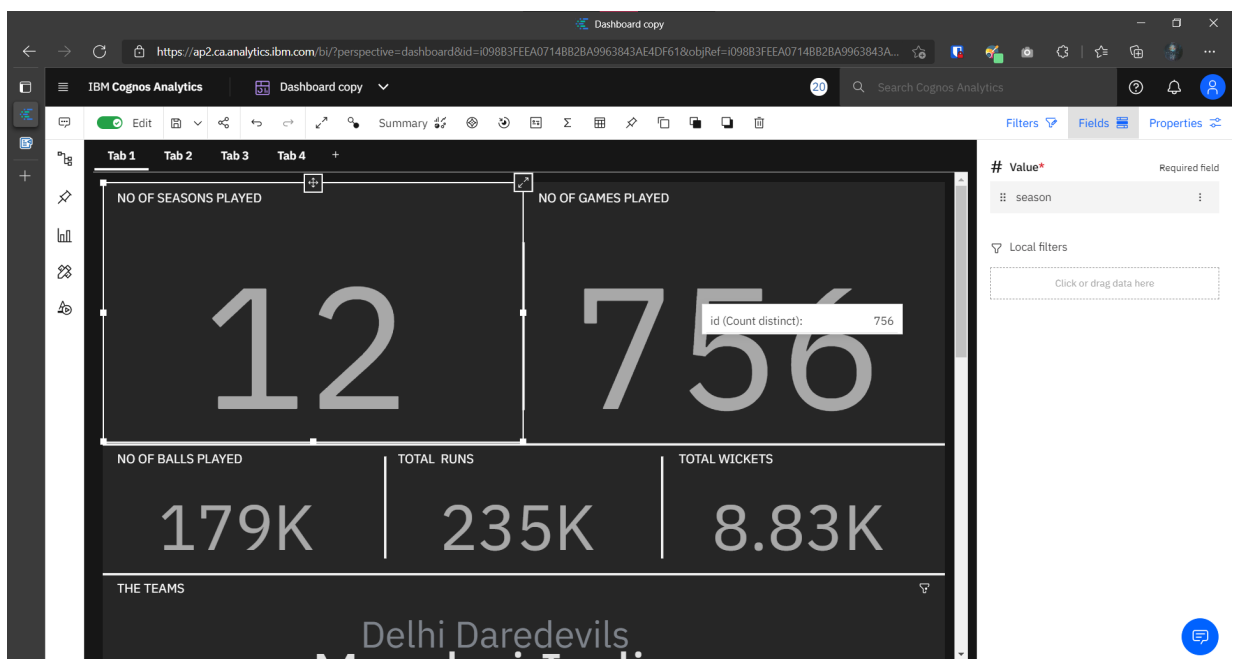 Dashboard copy
https://ap2.ca.analytics.ibm.com/bi/?perspective=dashboard&id=i098B3FEEA0714BB2BA9963843AE4DF61&objRef=i098B3FEEA0714BB2BA9963843A...
IBM Cognos Analytics Dashboard copy 20 Search Cognos Analytics
Edit Summary Filters Fields Properties
Tab 1 Tab 2 Tab 3 Tab 4 +
# Value* Required field
season
NO OF SEASONS PLAYED NO OF GAMES PLAYED
Local filters
Click or drag data here
12 756
id (Count distinct): 756
NO OF BALLS PLAYED TOTAL RUNS TOTAL WICKETS
179K 235K 8.83K
THE TEAMS
Delhi Daredevils